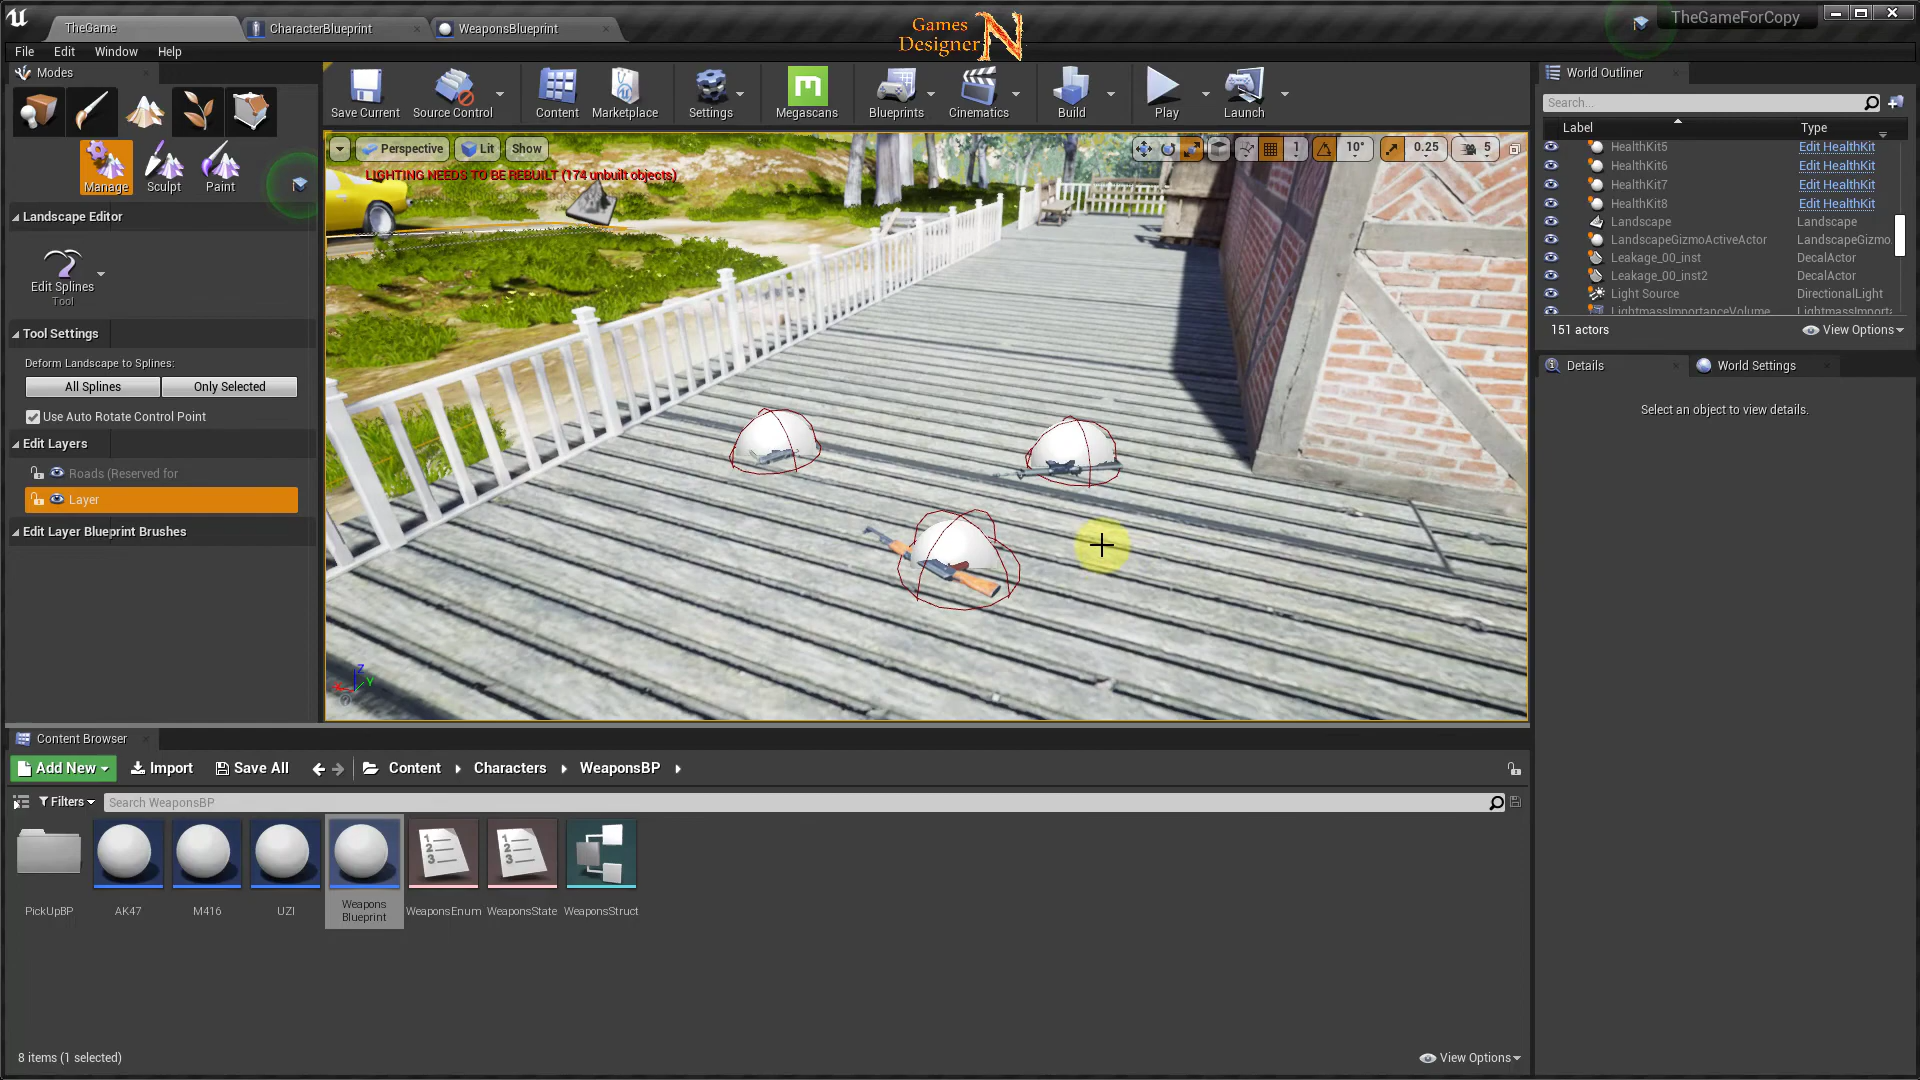 TheGame
CharacterBlueprint
WeaponsBlueprint
Games
Designer
N
TheGameForCopy
File Edit Window Help
Modes
Save Current
Source Control
Content
Marketplace
Settings
Megascans
Blueprints
Cinematics
Build
Play
Launch
World Outliner
Search...
Label Type
HealthKit5 Edit HealthKit
HealthKit6 Edit HealthKit
HealthKit7 Edit HealthKit
HealthKit8 Edit HealthKit
Landscape Landscape
LandscapeGizmoActiveActor LandscapeGizmo
Leakage_00_inst DecalActor
Leakage_00_inst2 DecalActor
Light Source DirectionalLight
LightmassImportanceVolume LightmassImporta
151 actors
View Options
Details
World Settings
Select an object to view details.
Manage
Sculpt
Paint
Landscape Editor
Edit Splines
Tool
Tool Settings
Deform Landscape to Splines:
All Splines
Only Selected
Use Auto Rotate Control Point
Edit Layers
Roads (Reserved for
Layer
Edit Layer Blueprint Brushes
Perspective
Lit
Show
1
10°
0.25
5
LIGHTING NEEDS TO BE REBUILT (174 unbuilt objects)
Z
X
Y
Content Browser
Add New
Import
Save All
Content
Characters
WeaponsBP
Filters
Search WeaponsBP
PickUpBP
AK47
M416
UZI
Weapons
Blueprint
WeaponsEnum
WeaponsState
WeaponsStruct
8 items (1 selected)
View Options